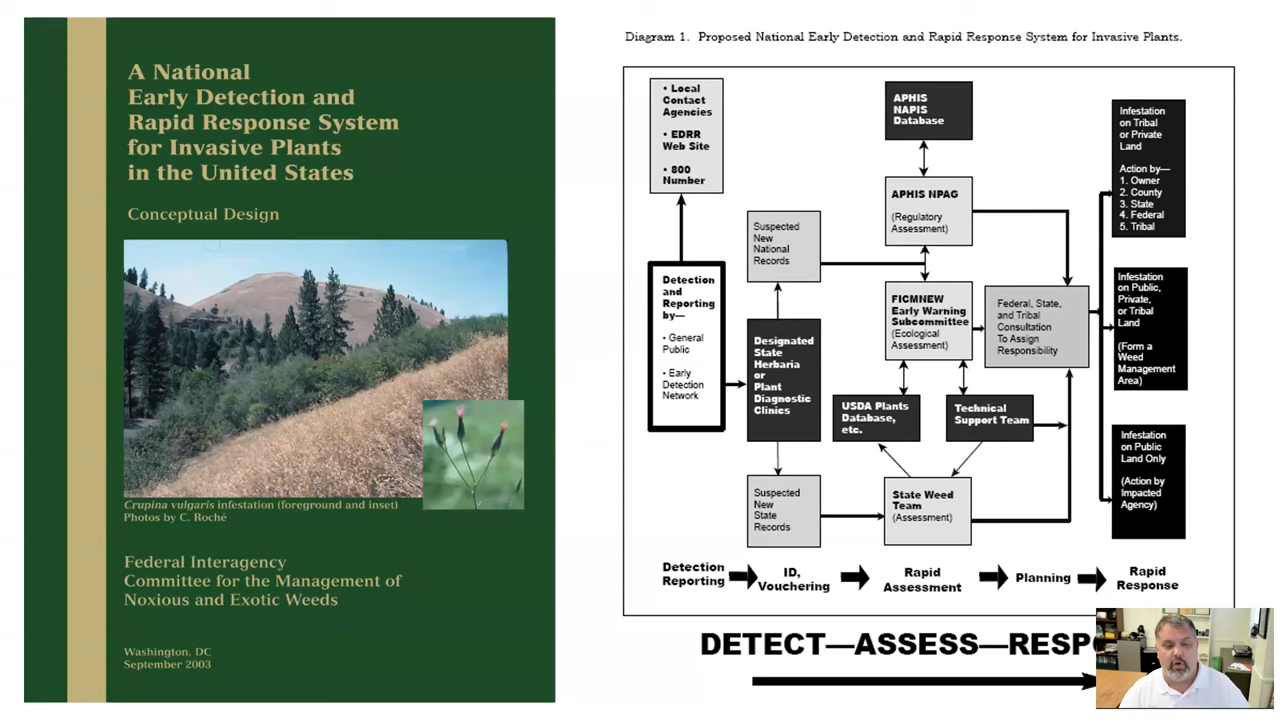 A National
Early Detection and
Rapid Response System
for Invasive Plants
in the United States
Conceptual Design
Crupina vulgaris infestation (foreground and inset)
Photos by C. Roché
Federal Interagency
Committee for the Management of
Noxious and Exotic Weeds
Washington, DC
September 2003
Diagram 1. Proposed National Early Detection and Rapid Response System for Invasive Plants.
• Local
Contact
Agencies
• EDRR
Web Site
• 800
Number
Detection
and
Reporting
by—
• General
Public
• Early
Detection
Network
Suspected
New
National
Records
Designated
State
Herbaria
or
Plant
Diagnostic
Clinics
Suspected
New
State
Records
APHIS
NAPIS
Database
APHIS NPAG
(Regulatory
Assessment)
FICMNEW
Early Warning
Subcommittee
(Ecological
Assessment)
USDA Plants
Database,
etc.
Technical
Support Team
State Weed
Team
(Assessment)
Federal, State,
and Tribal
Consultation
To Assign
Responsibility
Infestation
on Tribal
or Private
Land
Action by—
1. Owner
2. County
3. State
4. Federal
5. Tribal
Infestation
on Public,
Private,
or Tribal
Land
(Form a
Weed
Management
Area)
Infestation
on Public
Land Only
(Action by
Impacted
Agency)
Detection
Reporting
ID,
Vouchering
Rapid
Assessment
Planning
Rapid
Response
DETECT—ASSESS—RESPO